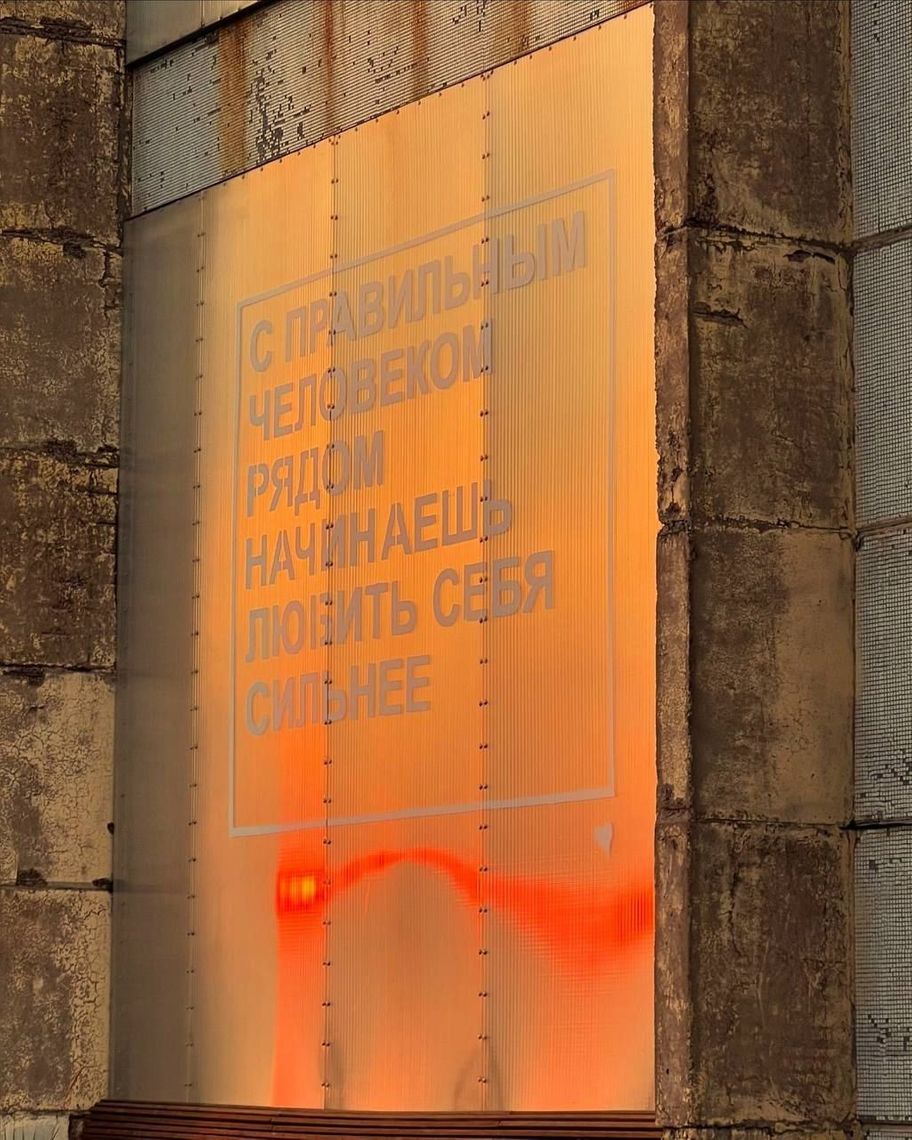 С ПРАВИЛЬНЫМ
ЧЕЛОВЕКОМ
РЯДОМ
НАЧИНАЕШЬ
ЛЮБИТЬ СЕБЯ
СИЛЬНЕЕ